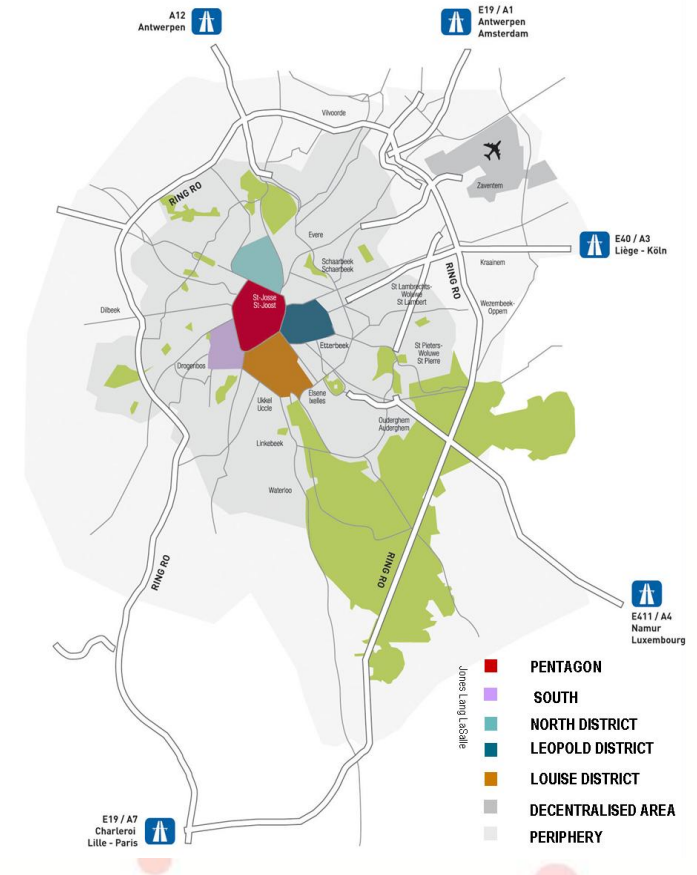 A12
Antwerpen
E19 / A1
Antwerpen
Amsterdam
Vilvoorde
RING RO
Zaventem
Evere
Schaarbeek
Schaarbeek
E40 / A3
Liège - Köln
Kraainem
RING RO
St Lambrechts-
Woluwe
St Lambert
St-Josse
St-Joost
Wezembeek-
Oppem
Dilbeek
Etterbeek
St Pieters-
Woluwe
St Pierre
Drogenbos
Ukkel
Uccle
Elsene
Ixelles
Ouderghem
Auderghem
Linkebeek
Waterloo
RING RO
RING RO
E411 / A4
Namur
Luxembourg
Jones Lang LaSalle
PENTAGON
SOUTH
NORTH DISTRICT
LEOPOLD DISTRICT
LOUISE DISTRICT
DECENTRALISED AREA
PERIPHERY
E19 / A7
Charleroi
Lille - Paris